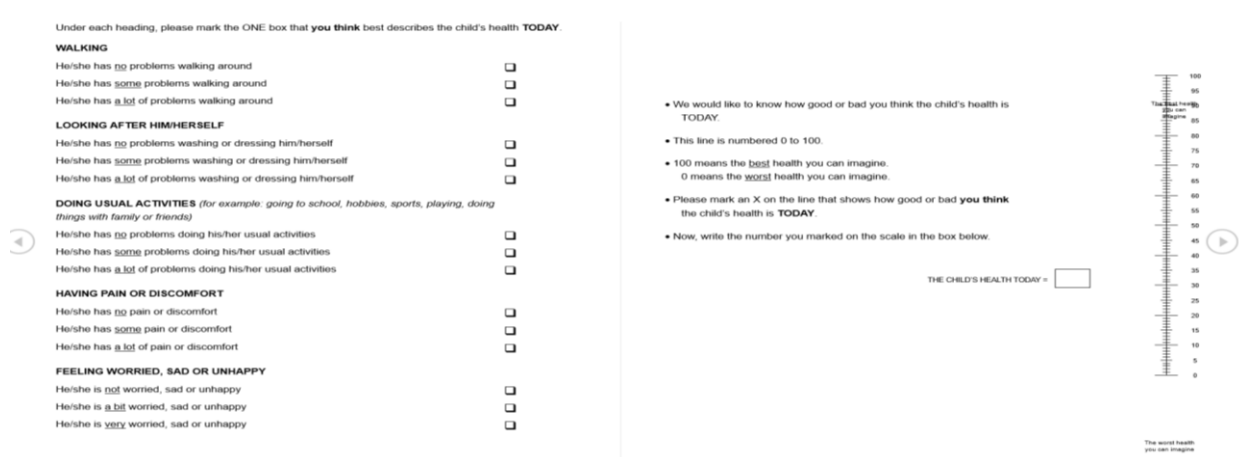 Under each heading, please mark the ONE box that you think best describes the child's health TODAY.
WALKING
He/she has no problems walking around
He/she has some problems walking around
He/she has a lot of problems walking around
LOOKING AFTER HIM/HERSELF
He/she has no problems washing or dressing him/herself
He/she has some problems washing or dressing him/herself
He/she has a lot of problems washing or dressing him/herself
DOING USUAL ACTIVITIES (for example: going to school, hobbies, sports, playing, doing
things with family or friends)
He/she has no problems doing his/her usual activities
He/she has some problems doing his/her usual activities
He/she has a lot of problems doing his/her usual activities
HAVING PAIN OR DISCOMFORT
He/she has no pain or discomfort
He/she has some pain or discomfort
He/she has a lot of pain or discomfort
FEELING WORRIED, SAD OR UNHAPPY
He/she is not worried, sad or unhappy
He/she is a bit worried, sad or unhappy
He/she is very worried, sad or unhappy
• We would like to know how good or bad you think the child's health is
TODAY.
• This line is numbered 0 to 100.
• 100 means the best health you can imagine.
0 means the worst health you can imagine.
• Please mark an X on the line that shows how good or bad you think
the child's health is TODAY.
• Now, write the number you marked on the scale in the box below.
THE CHILD'S HEALTH TODAY =
The best health
you can
imagine
100
95
90
85
80
75
70
65
60
55
50
45
40
35
30
25
20
15
10
5
0
The worst health
you can imagine